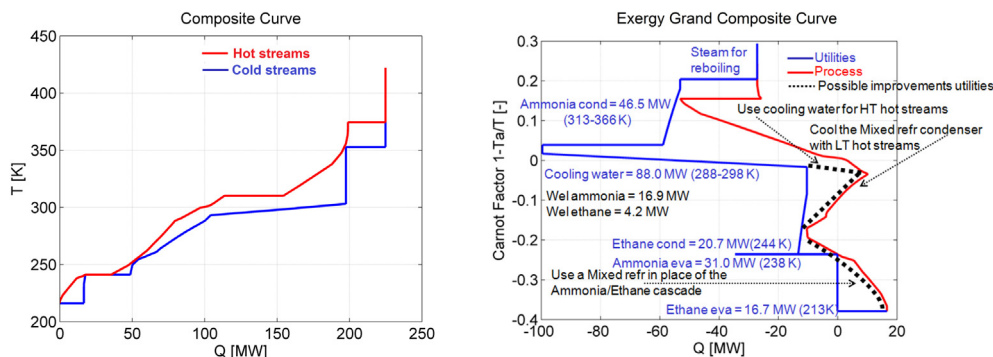 Composite Curve
450
400
350
300
250
200
T [K]
Hot streams
Cold streams
0
50
100
150
200
250
Q [MW]
Exergy Grand Composite Curve
0.3
0.2
0.1
0
-0.1
-0.2
-0.3
-0.4
Carnot Factor 1-Ta/T [-]
Steam for
reboiling
Utilities
Process
Possible improvements utilities
Ammonia cond = 46.5 MW
(313-366 K)
Use cooling water for HT hot streams
Cool the Mixed refr condenser
with LT hot streams
Cooling water = 88.0 MW (288-298 K)
Wel ammonia = 16.9 MW
Wel ethane = 4.2 MW
Ethane cond = 20.7 MW(244 K)
Ammonia eva = 31.0 MW (238 K)
Use a Mixed refr in place of the
Ammonia/Ethane cascade
Ethane eva = 16.7 MW (213K)
-100
-80
-60
-40
-20
0
20
Q [MW]